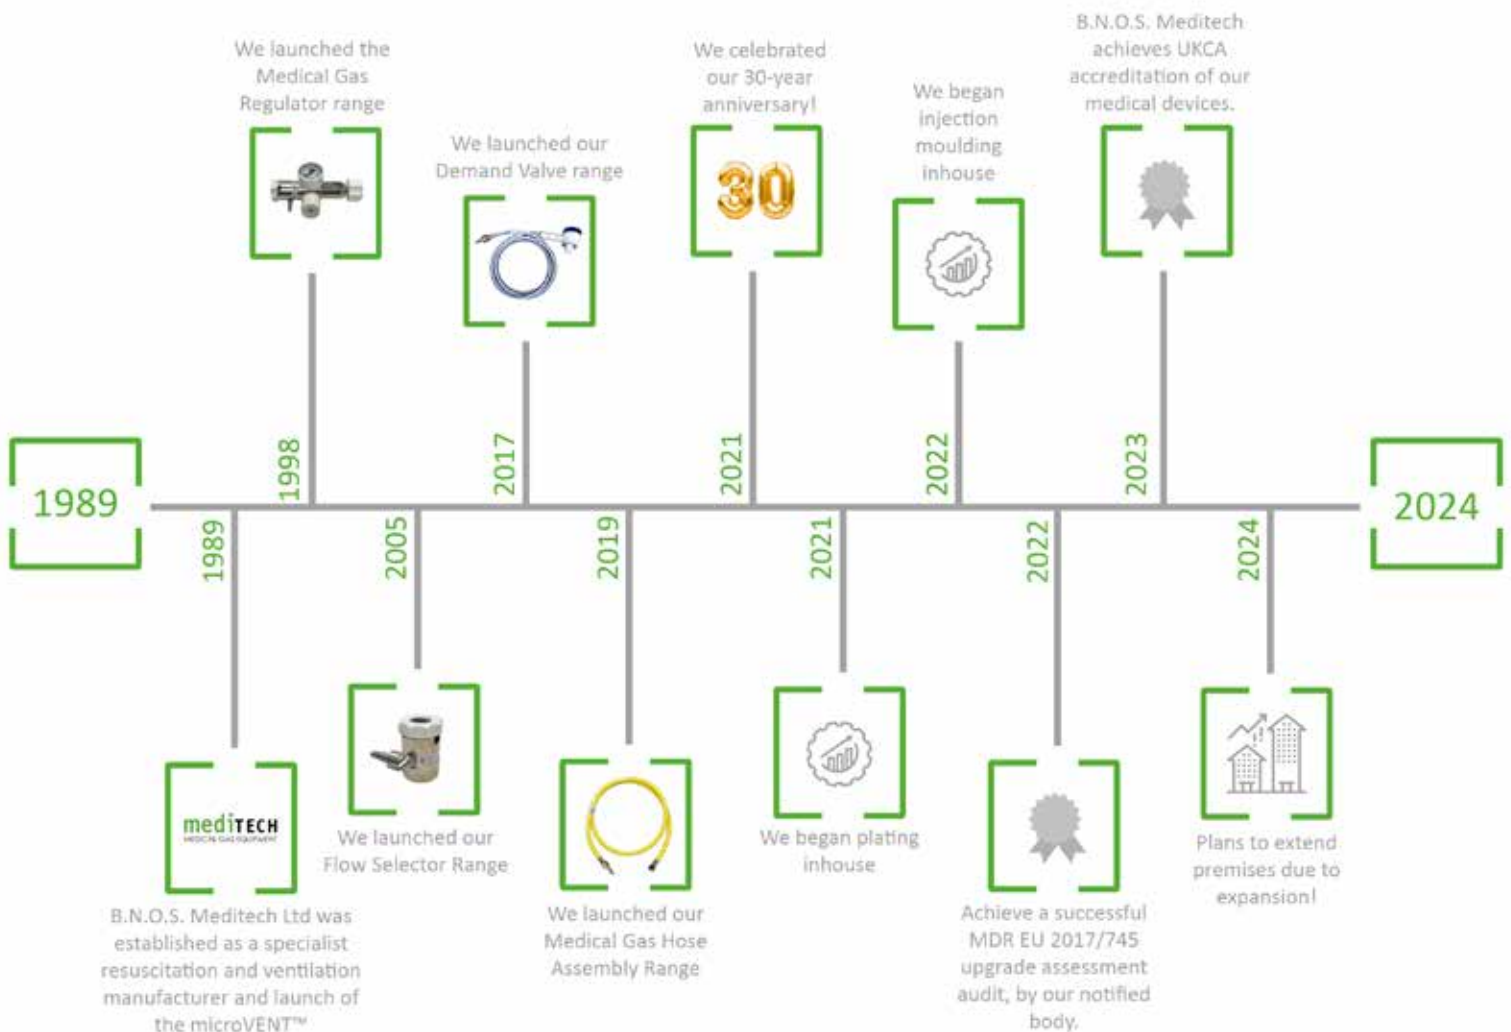 We launched the
Medical Gas
Regulator range
We launched our
Demand Valve range
We celebrated
our 30-year
anniversary!
30
We began
injection
moulding
inhouse
B.N.O.S. Meditech
achieves UKCA
accreditation of our
medical devices.
1989
1998
2017
2021
2022
2023
2024
1989
2005
2019
2021
2022
2024
mediTECH
MEDICAL GAS EQUIPMENT
B.N.O.S. Meditech Ltd was
established as a specialist
resuscitation and ventilation
manufacturer and launch of
the microVENT™
We launched our
Flow Selector Range
We launched our
Medical Gas Hose
Assembly Range
We began plating
inhouse
Achieve a successful
MDR EU 2017/745
upgrade assessment
audit, by our notified
body.
Plans to extend
premises due to
expansion!